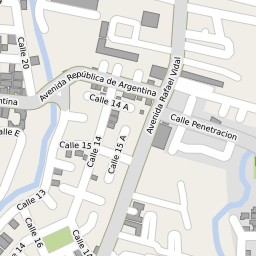 Calle 20
Avenida República de Argentina
Avenida Rafael Vidal
Calle 14 A
ntina
Calle Penetracion
Calle E
Calle 15
Calle 14
Calle 15 A
Calle 13
Calle 16
Calle 14